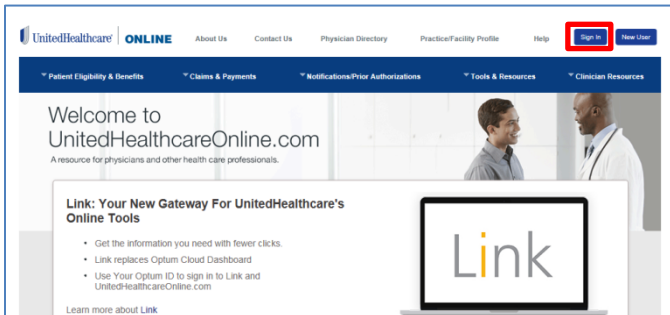 UnitedHealthcare® ONLINE
About Us Contact Us Physician Directory Practice/Facility Profile Help Sign In New User
Patient Eligibility & Benefits Claims & Payments Notifications/Prior Authorizations Tools & Resources Clinician Resources
Welcome to
UnitedHealthcareOnline.com
A resource for physicians and other health care professionals.
Link: Your New Gateway For UnitedHealthcare's
Online Tools
• Get the information you need with fewer clicks.
• Link replaces Optum Cloud Dashboard
• Use Your Optum ID to sign in to Link and
UnitedHealthcareOnline.com
Learn more about Link
Link